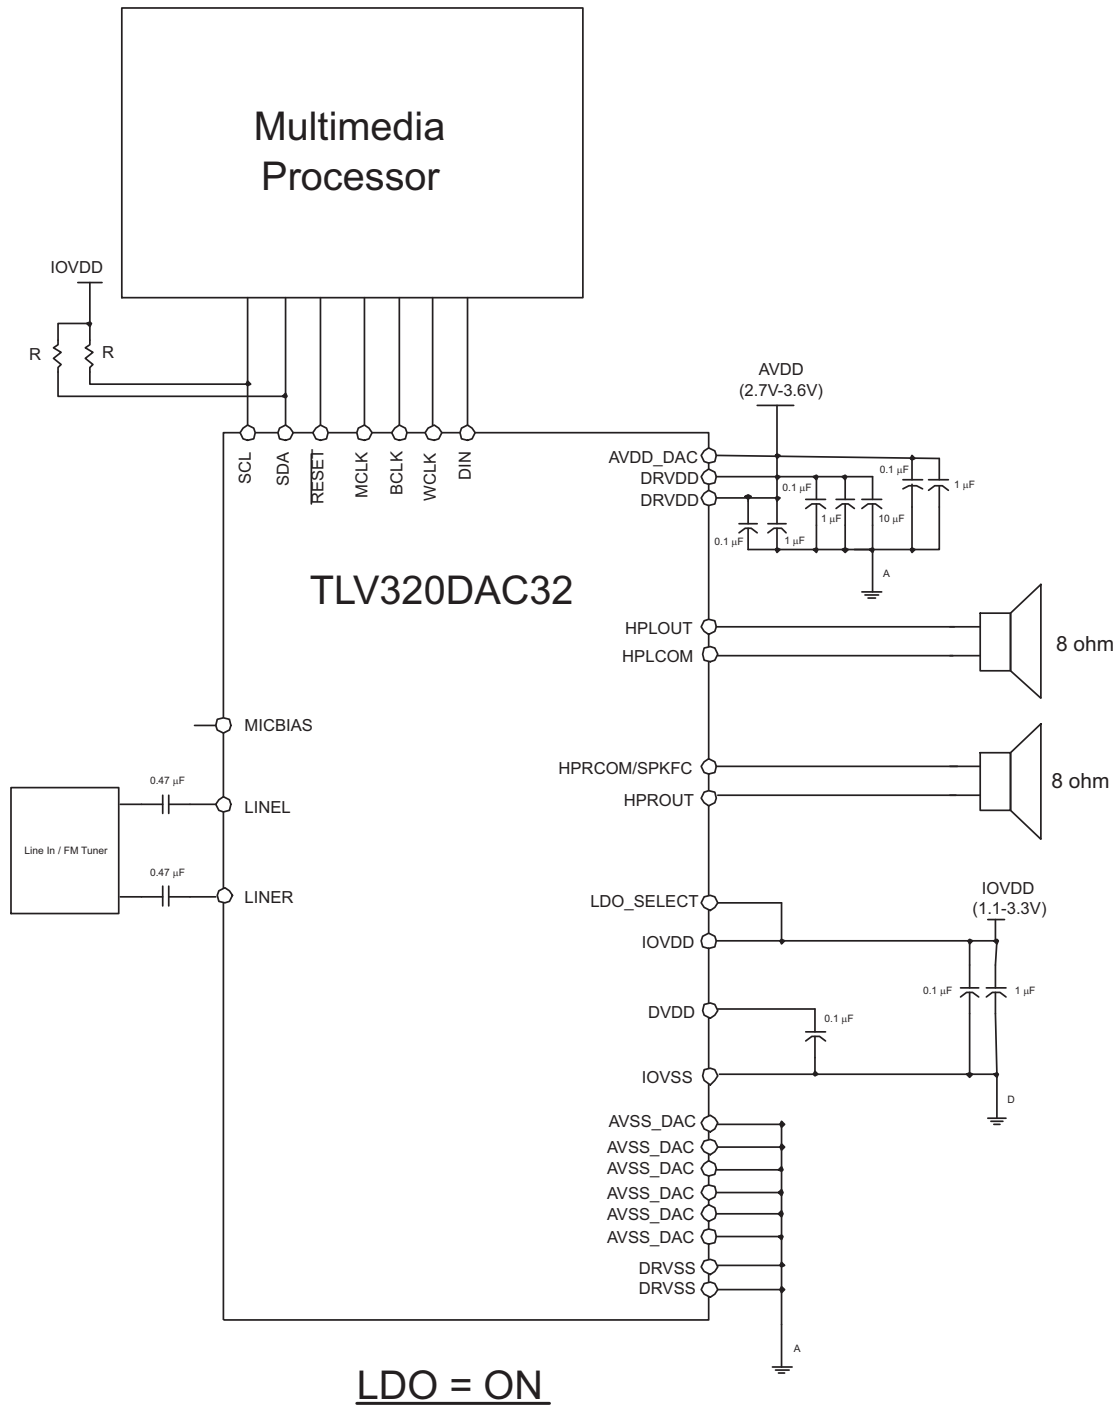 Multimedia
Processor
IOVDD
R
R
SCL
SDA
RESET
MCLK
BCLK
WCLK
DIN
AVDD
(2.7V-3.6V)
AVDD_DAC
DRVDD
DRVDD
0.1 μF
1 μF
0.1 μF
1 μF
10 μF
0.1 μF
1 μF
A
TLV320DAC32
HPLOUT
HPLCOM
8 ohm
MICBIAS
HPRCOM/SPKFC
HPROUT
8 ohm
0.47 μF
LINEL
Line In / FM Tuner
0.47 μF
LINER
LDO_SELECT
IOVDD
IOVDD
(1.1-3.3V)
0.1 μF
1 μF
DVDD
0.1 μF
IOVSS
D
AVSS_DAC
AVSS_DAC
AVSS_DAC
AVSS_DAC
AVSS_DAC
AVSS_DAC
DRVSS
DRVSS
A
LDO = ON